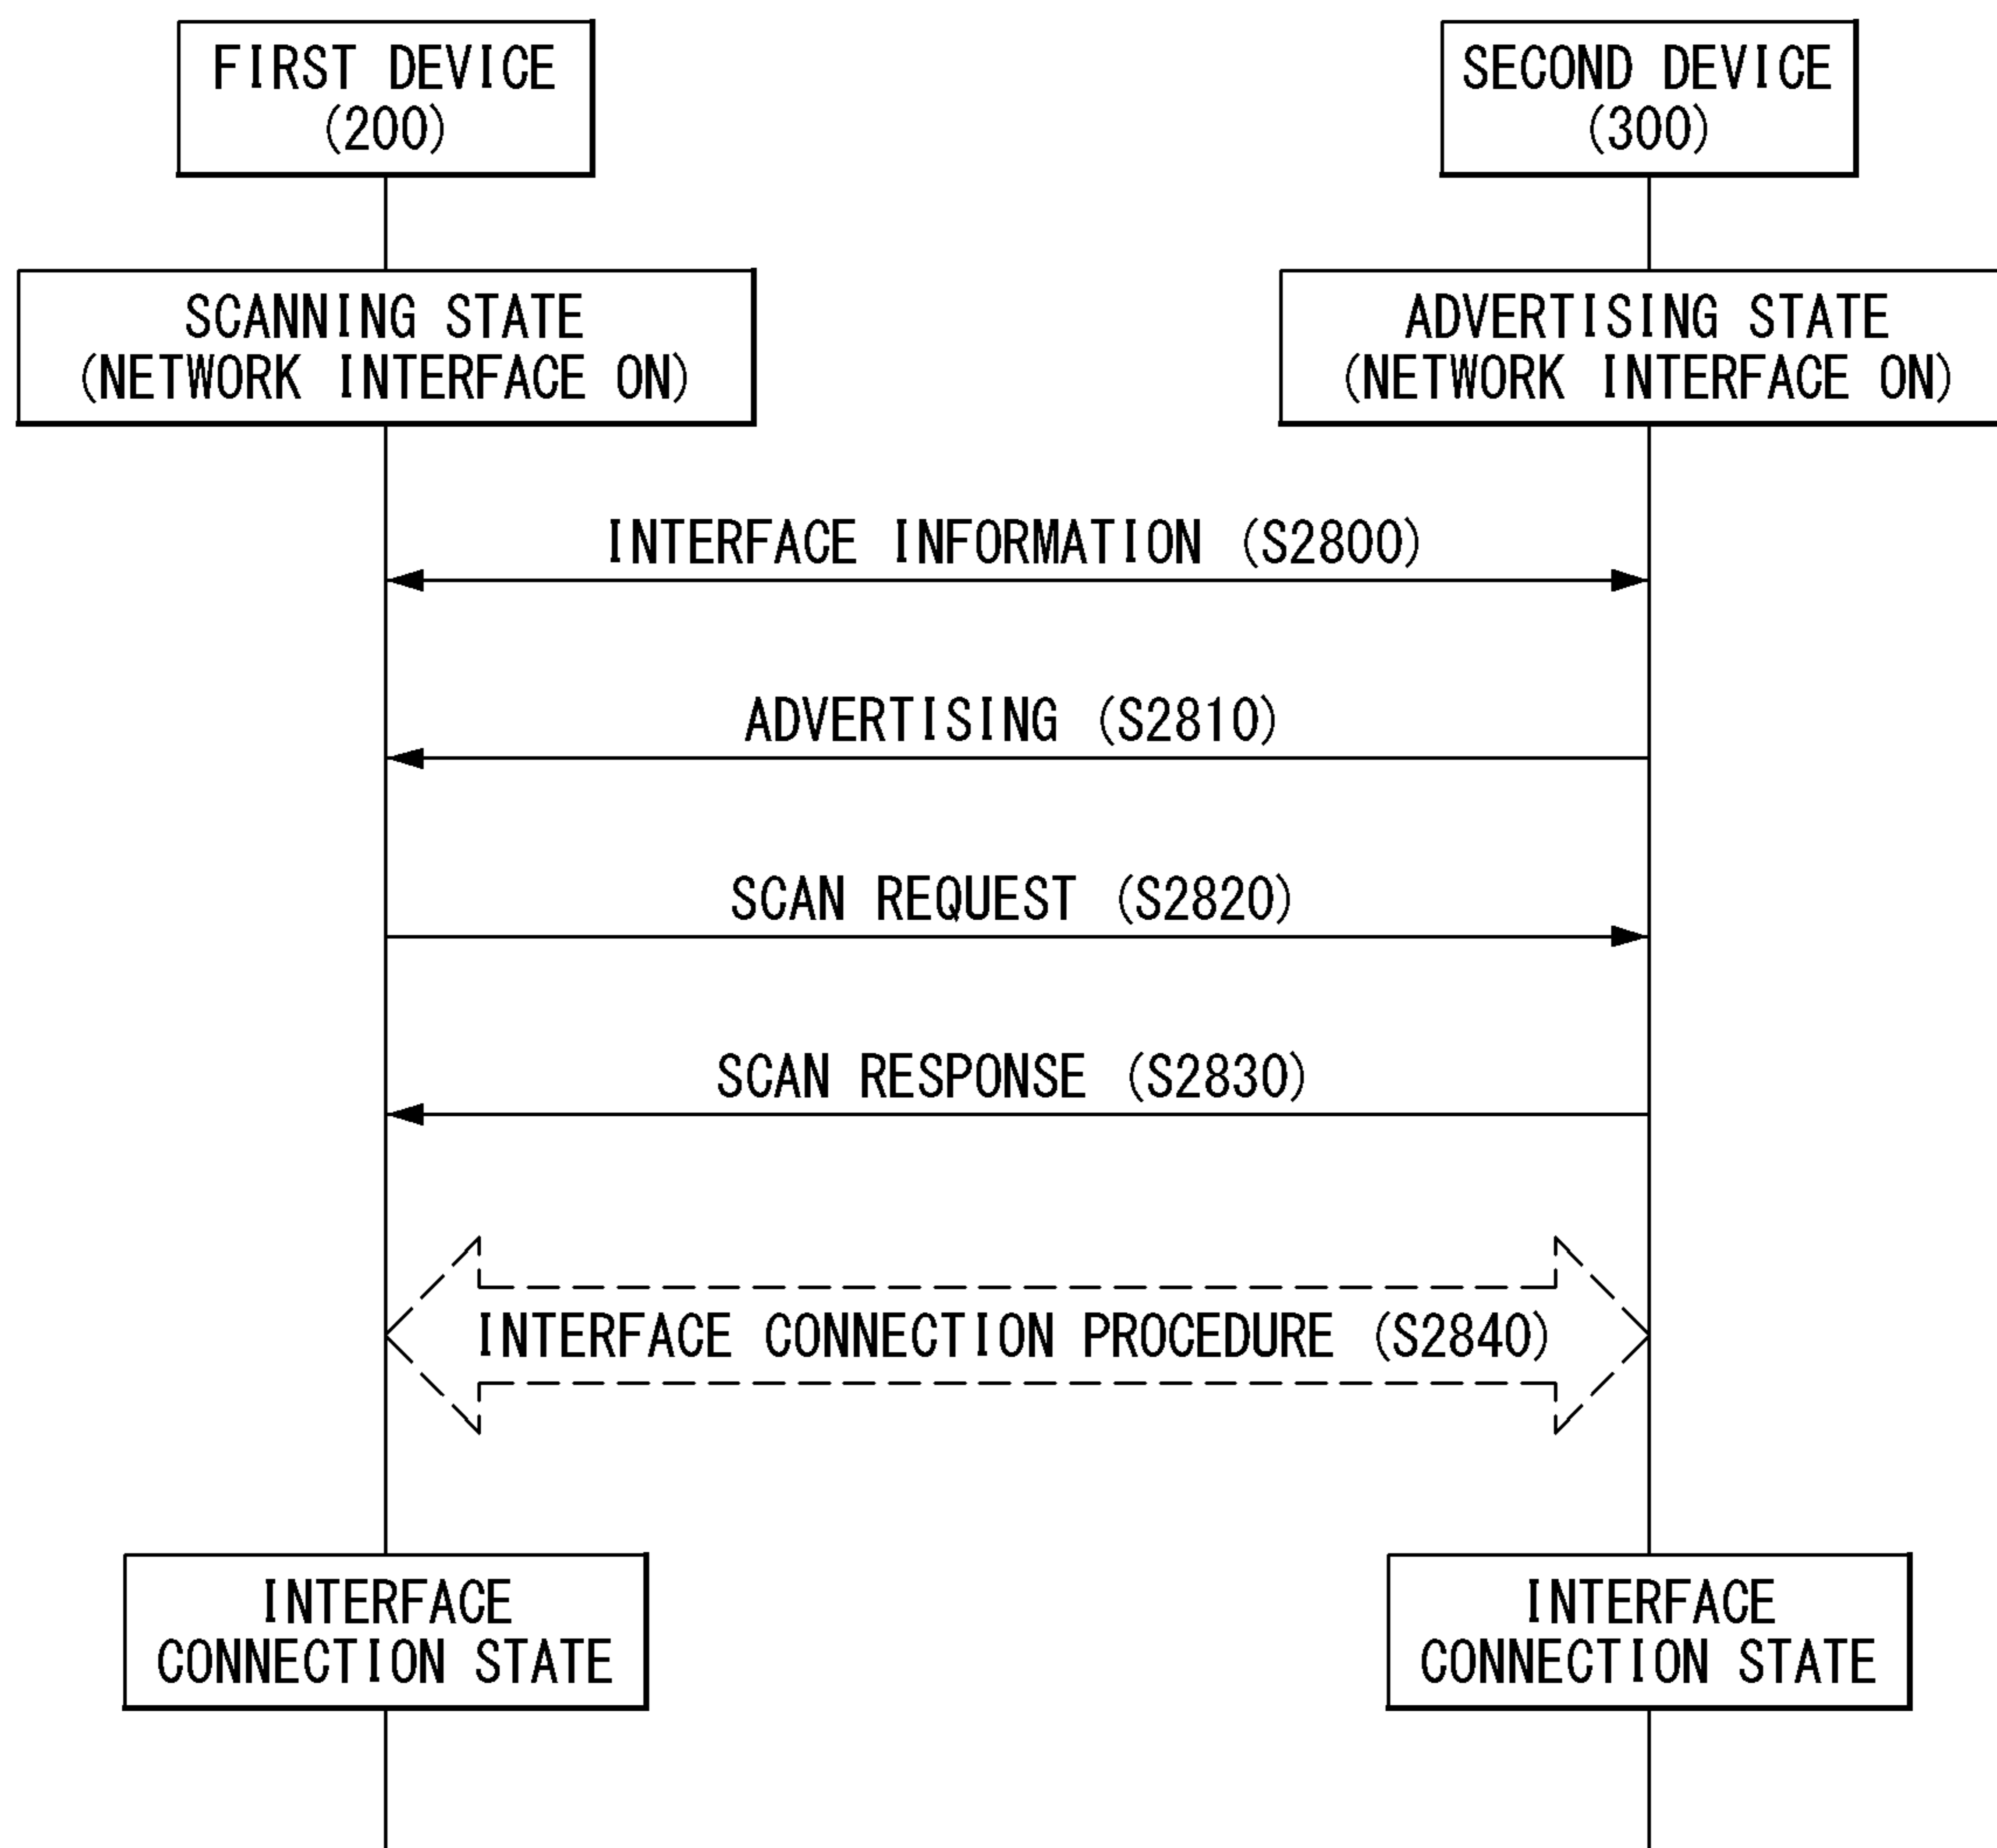 FIRST DEVICE
(200)
SECOND DEVICE
(300)
SCANNING STATE
(NETWORK INTERFACE ON)
ADVERTISING STATE
(NETWORK INTERFACE ON)
INTERFACE INFORMATION (S2800)
ADVERTISING (S2810)
SCAN REQUEST (S2820)
SCAN RESPONSE (S2830)
INTERFACE CONNECTION PROCEDURE (S2840)
INTERFACE
CONNECTION STATE
INTERFACE
CONNECTION STATE